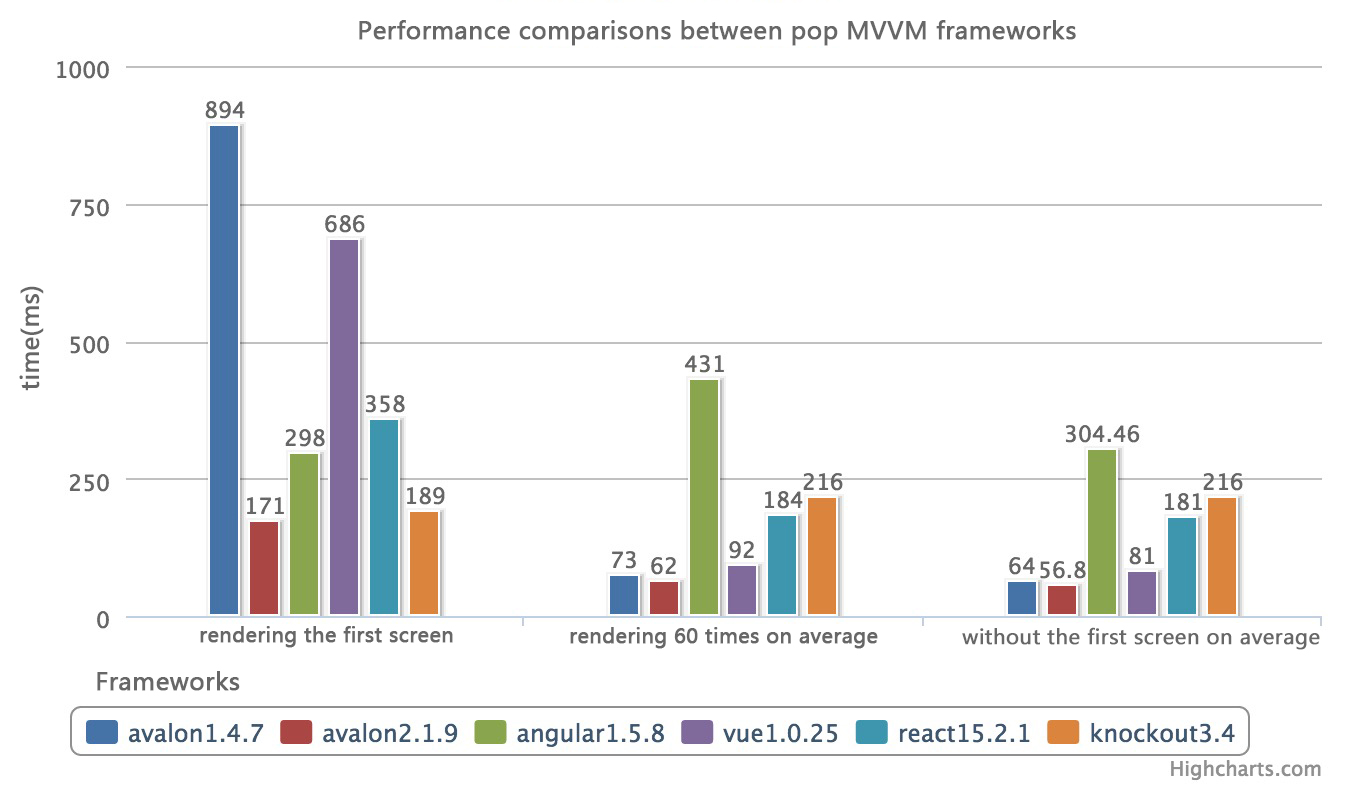 Performance comparisons between pop MVVM frameworks
1000
750
500
250
0
time(ms)
894
171
298
686
358
189
73
62
431
92
184
216
64
56.8
304.46
81
181
216
rendering the first screen
rendering 60 times on average
without the first screen on average
Frameworks
avalon1.4.7 avalon2.1.9 angular1.5.8 vue1.0.25 react15.2.1 knockout3.4
Highcharts.com